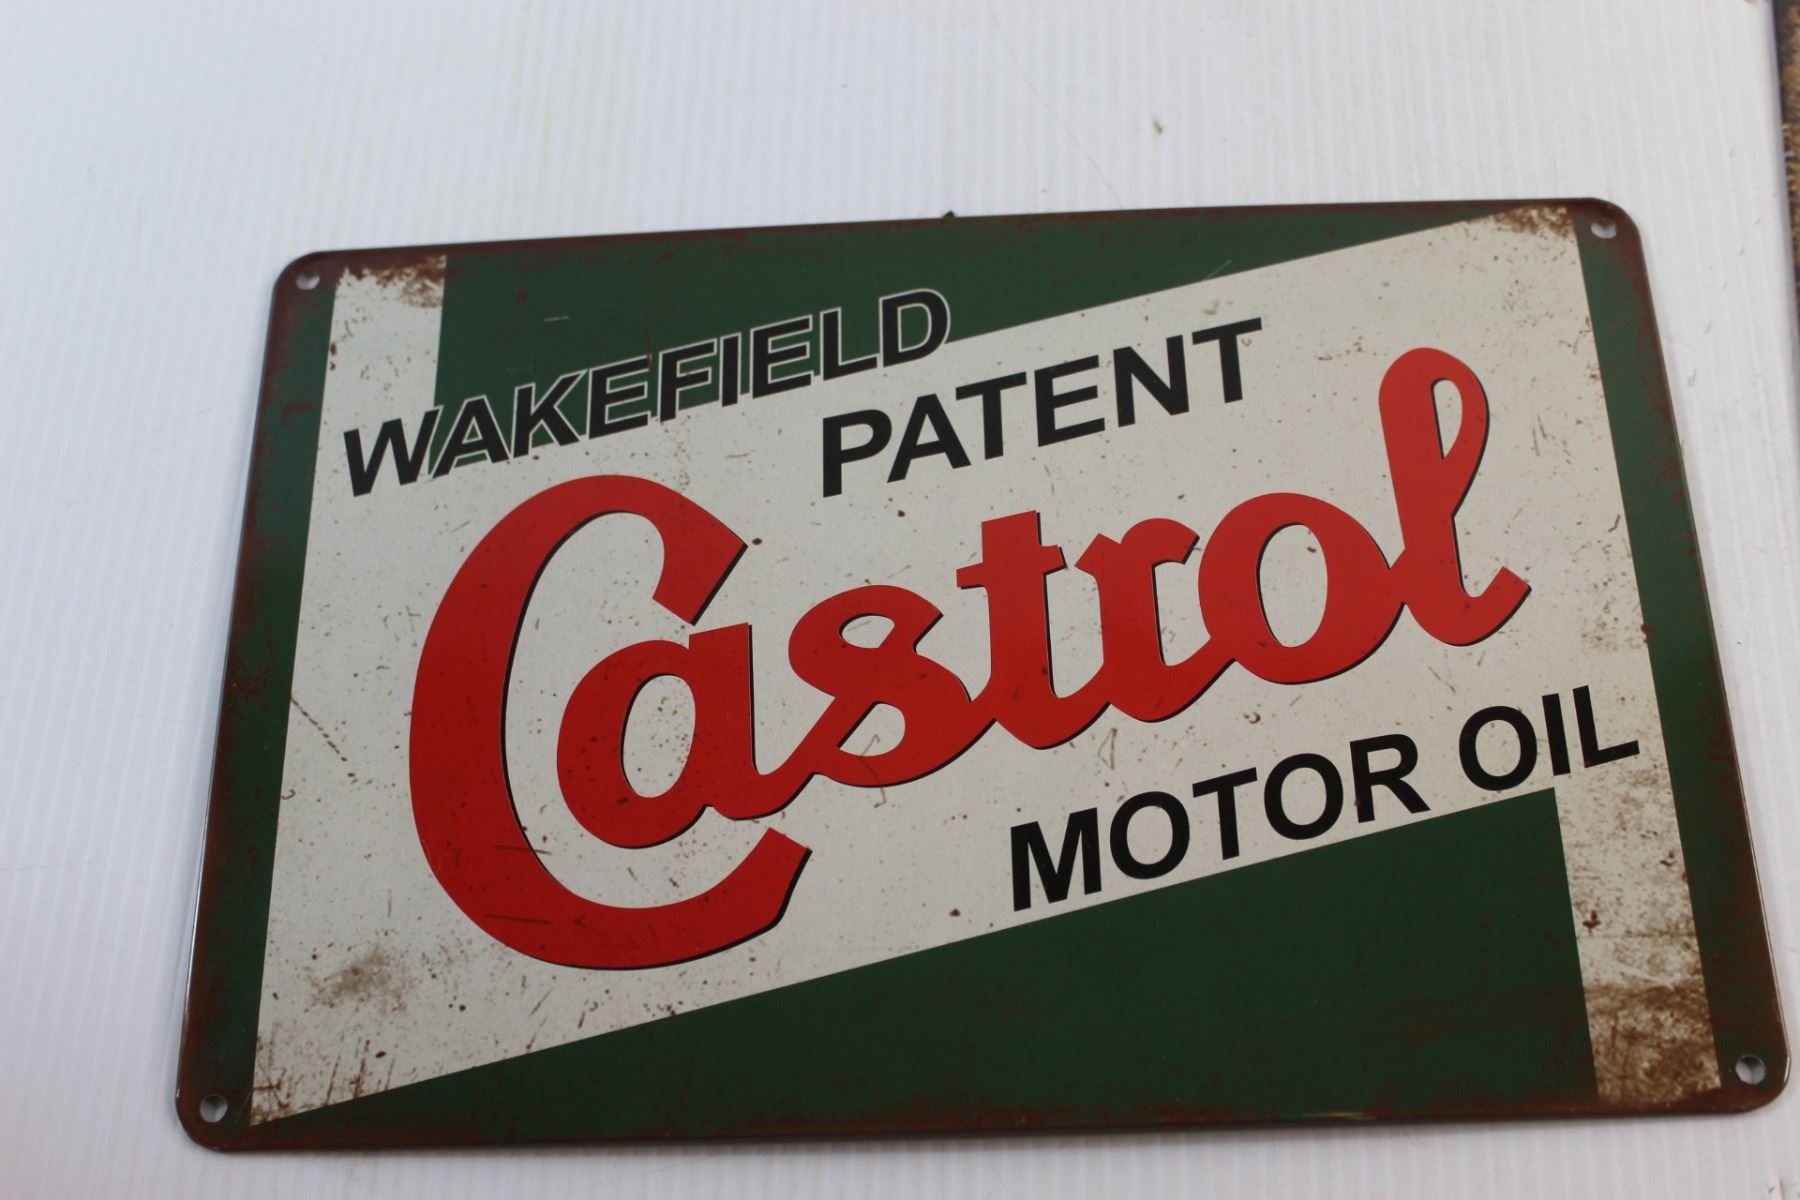 WAKEFIELD
PATENT
Castrol
MOTOR OIL